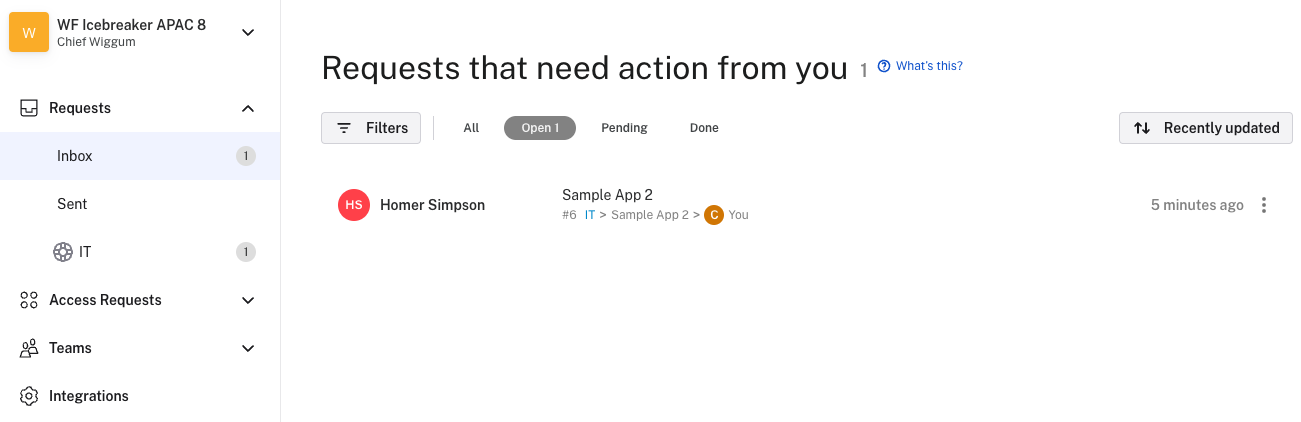 W
WF Icebreaker APAC 8
Chief Wiggum
Requests
Inbox 1
Sent
IT 1
Access Requests
Teams
Integrations
Requests that need action from you 1 What's this?
Filters All Open 1 Pending Done Recently updated
HS Homer Simpson
Sample App 2
#6 IT > Sample App 2 > C You
5 minutes ago